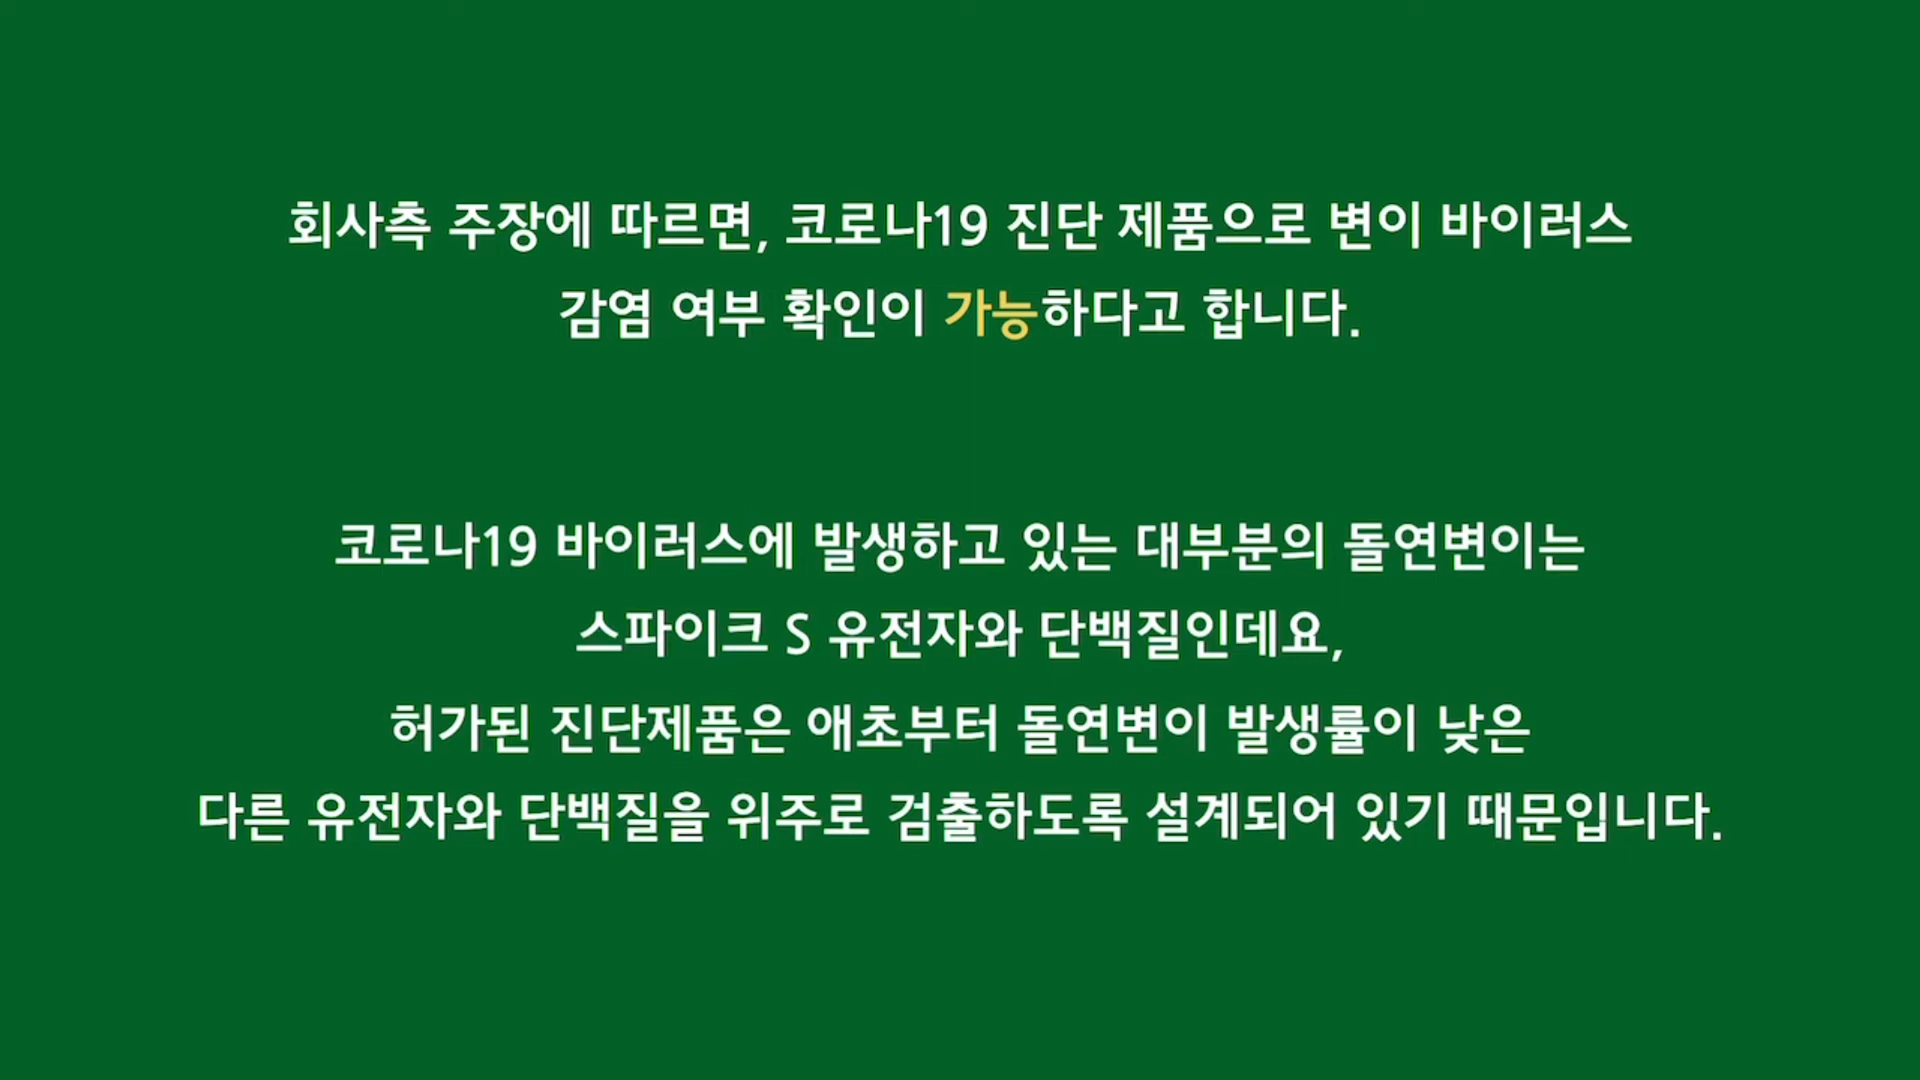 회사측 주장에 따르면, 코로나19 진단 제품으로 변이 바이러스
감염 여부 확인이 가능하다고 합니다.
코로나19 바이러스에 발생하고 있는 대부분의 돌연변이는
스파이크 S 유전자와 단백질인데요,
허가된 진단제품은 애초부터 돌연변이 발생률이 낮은
다른 유전자와 단백질을 위주로 검출하도록 설계되어 있기 때문입니다.